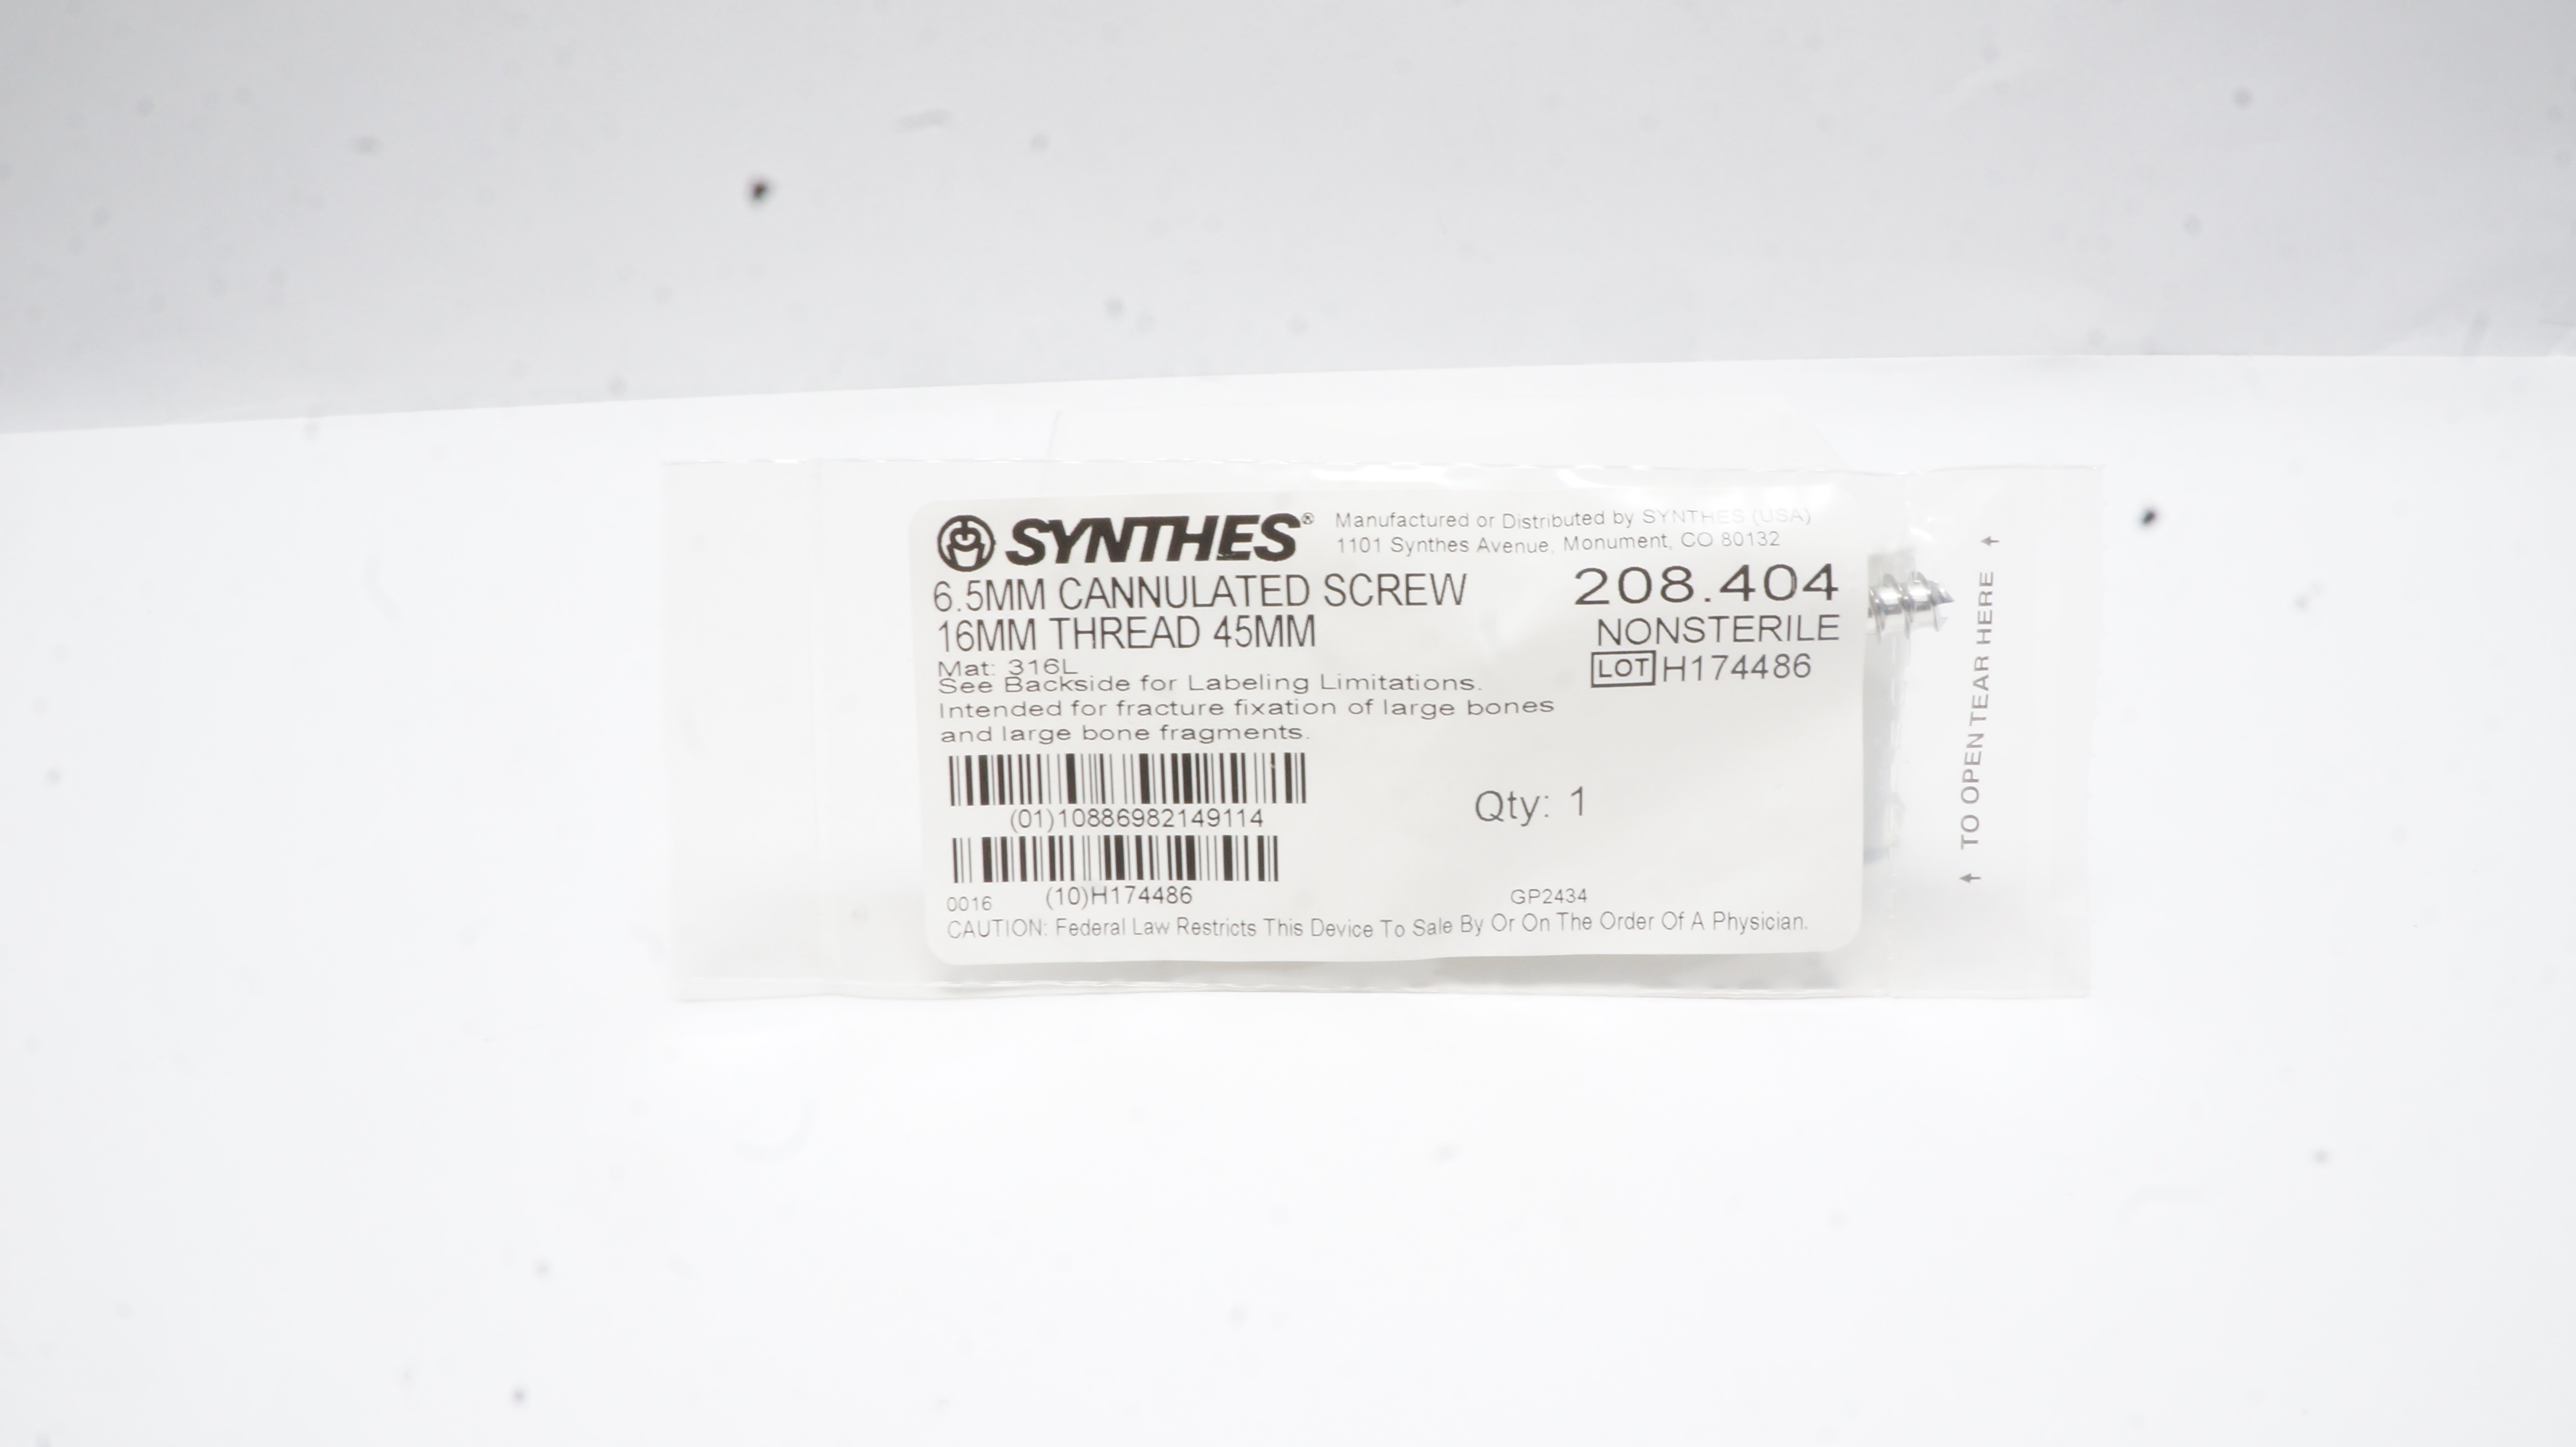 SYNTHES®
Manufactured or Distributed by SYNTHES (USA)
1101 Synthes Avenue, Monument, CO 80132
6.5MM CANNULATED SCREW
16MM THREAD 45MM
208.404
NONSTERILE
LOT H174486
Mat: 316L
See Backside for Labeling Limitations.
Intended for fracture fixation of large bones
and large bone fragments.
(01)10886982149114
Qty: 1
(10)H174486
0016
GP2434
CAUTION: Federal Law Restricts This Device To Sale By Or On The Order Of A Physician.
TO OPEN TEAR HERE